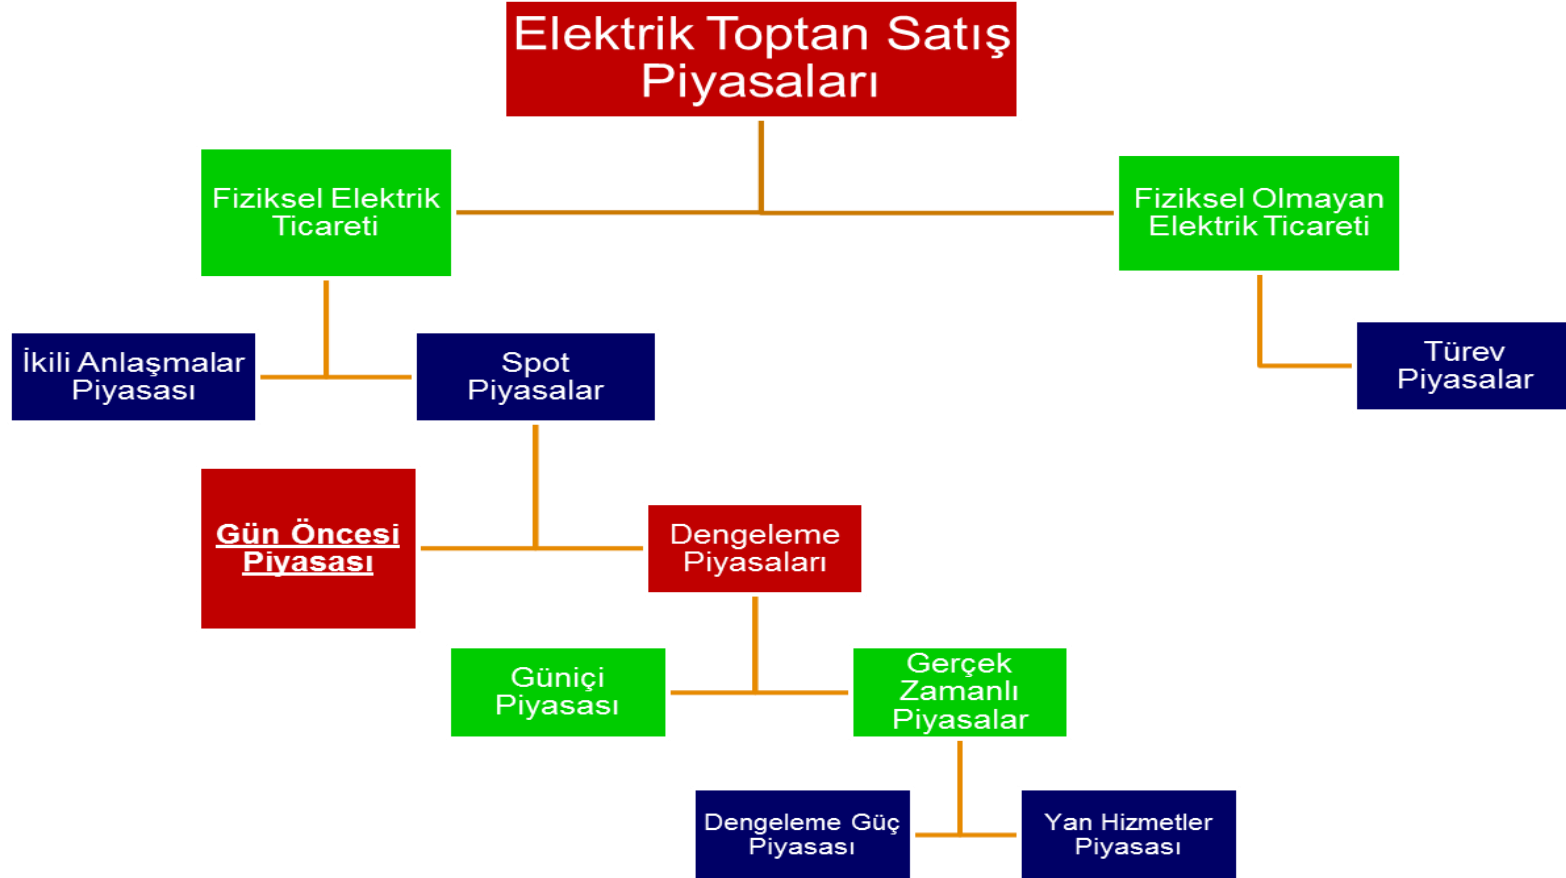 Elektrik Toptan Satış
Piyasaları
Fiziksel Elektrik
Ticareti
Fiziksel Olmayan
Elektrik Ticareti
İkili Anlaşmalar
Piyasası
Spot
Piyasalar
Türev
Piyasalar
Gün Öncesi
Piyasası
Dengeleme
Piyasaları
Güniçi
Piyasası
Gerçek
Zamanlı
Piyasalar
Dengeleme Güç
Piyasası
Yan Hizmetler
Piyasası